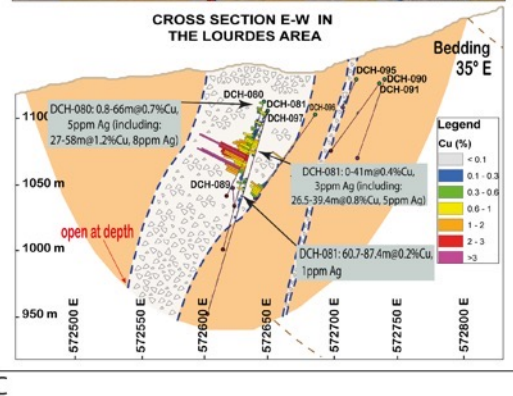 CROSS SECTION E-W IN
THE LOURDES AREA
Bedding
35° E
DCH-095
DCH-090
DCH-091
DCH-080
DCH-081
DCH-097
DCH-096
DCH-080: 0.8-66m@0.7%Cu,
5ppm Ag (including:
27-58m@1.2%Cu, 8ppm Ag)
1100
1050 m
1000 m
950 m
DCH-089
DCH-081: 0-41m@0.4%Cu,
3ppm Ag (including:
26.5-39.4m@0.8%Cu, 5ppm Ag)
DCH-081: 60.7-87.4m@0.2%Cu,
1ppm Ag
open at depth
Legend
Cu (%)
< 0.1
0.1 - 0.3
0.3 - 0.6
0.6 - 1
1 - 2
2 - 3
>3
572500 E
572550 E
572600 E
572650 E
572700 E
572750 E
572800 E
C